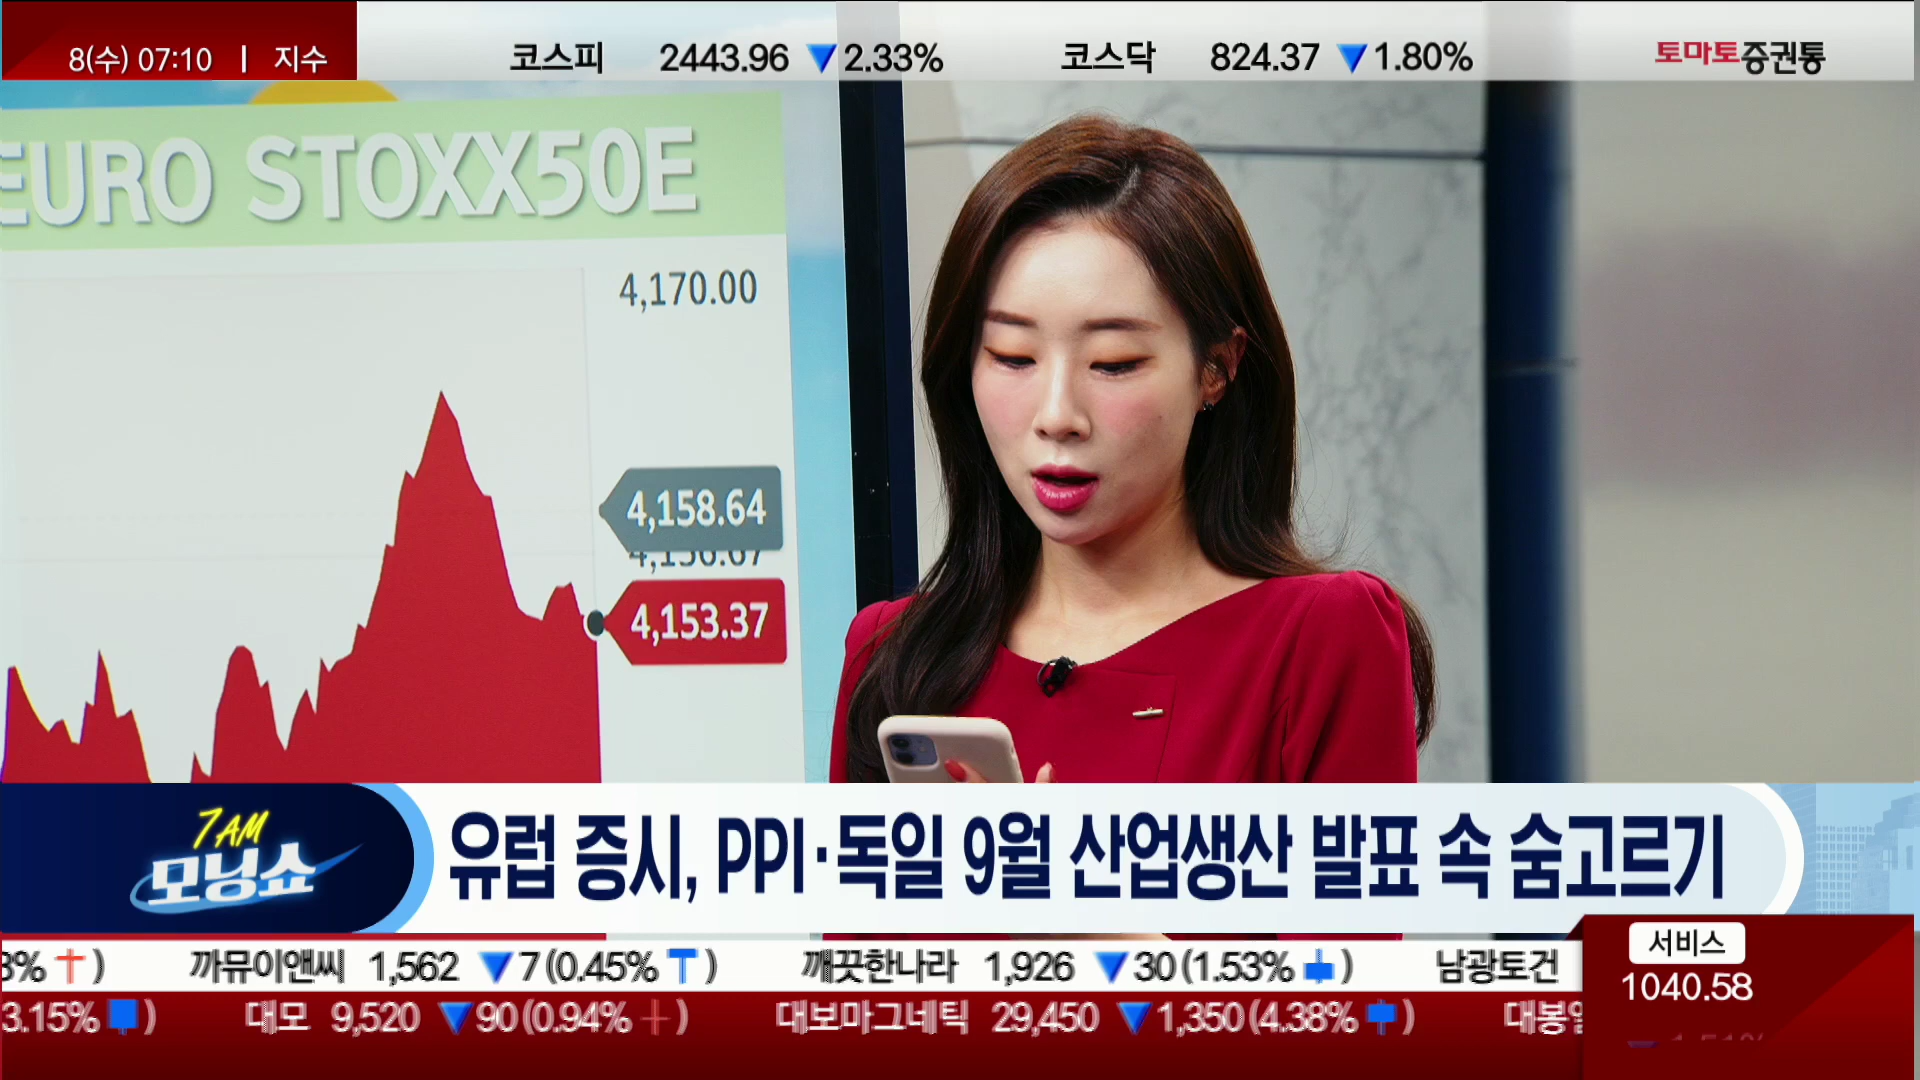 8(수) 07:10 | 지수 코스피 2443.96 ▼2.33% 코스닥 824.37 ▼1.80% 토마토증권통
EURO STOXX50E
4,170.00
4,158.64
4,153.37
7AM
모닝쇼
유럽 증시, PPI·독일 9월 산업생산 발표 속 숨고르기
3% ) 까뮤이앤씨 1,562 ▼7(0.45% ) 깨끗한나라 1,926 ▼30(1.53% ) 남광토건
3.15% ) 대모 9,520 ▼90(0.94% ) 대보마그네틱 29,450 ▼1,350(4.38% )
서비스
1040.58